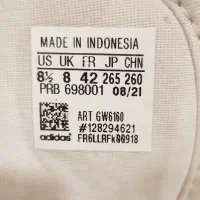 MADE IN INDONESIA
US UK FR JP CHN
8½ 8 42 265 260
PRB 698001 08/21
ART GW6160
#128294621
adidas FR6LLRFk00918